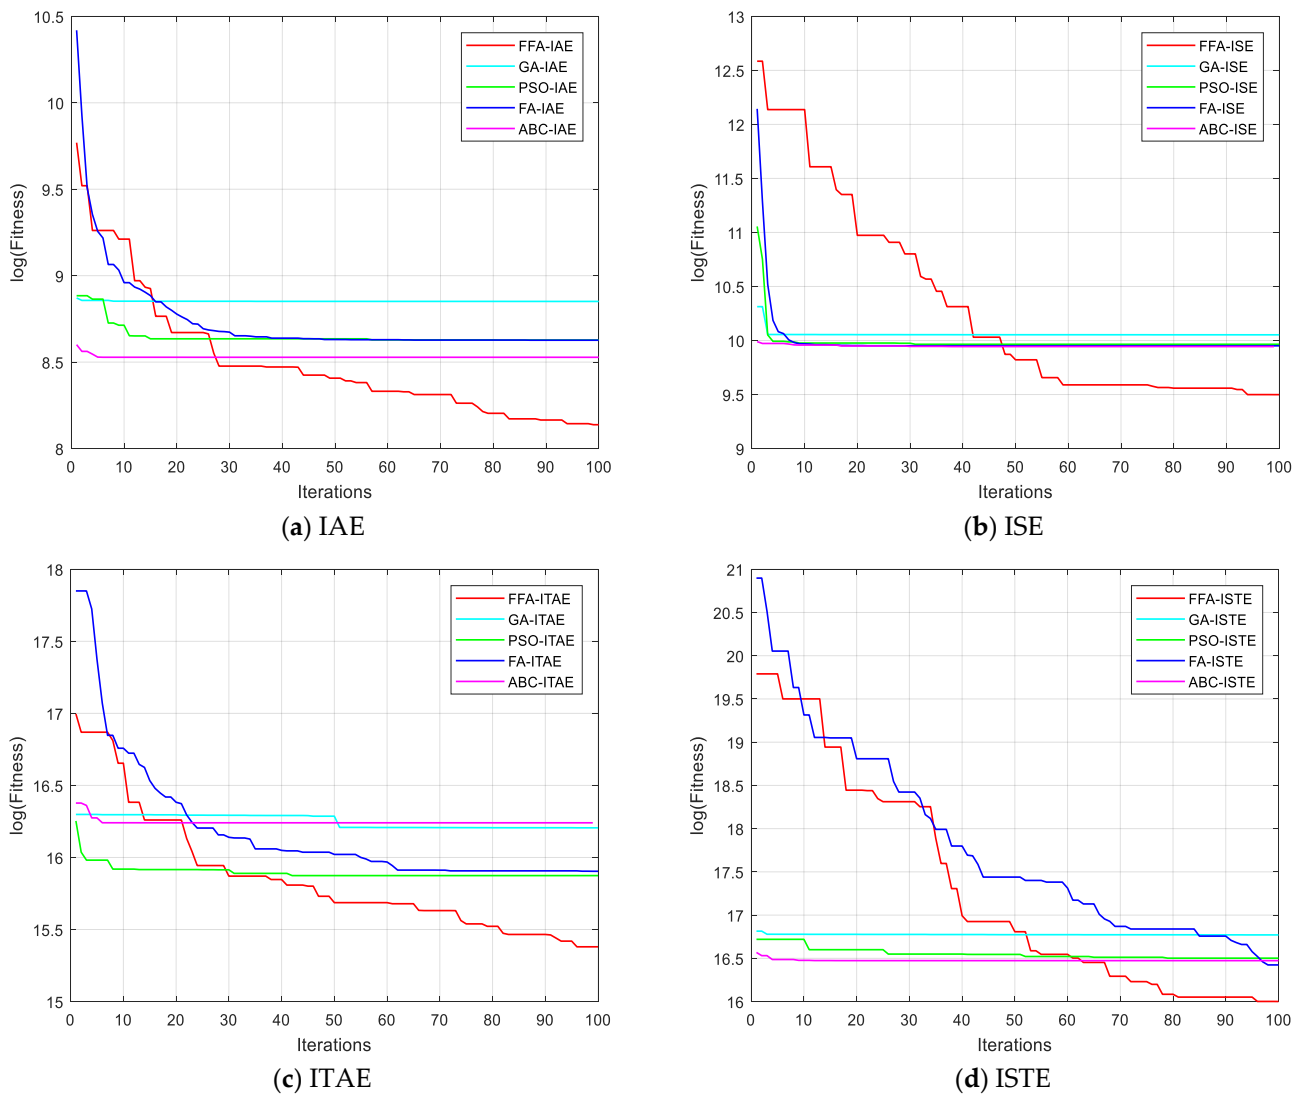 10.5
10
9.5
9
8.5
8
log(Fitness)
FFA-IAE
GA-IAE
PSO-IAE
FA-IAE
ABC-IAE
0 10 20 30 40 50 60 70 80 90 100
Iterations
(a) IAE
13
12.5
12
11.5
11
10.5
10
9.5
9
log(Fitness)
FFA-ISE
GA-ISE
PSO-ISE
FA-ISE
ABC-ISE
0 10 20 30 40 50 60 70 80 90 100
Iterations
(b) ISE
18
17.5
17
16.5
16
15.5
15
log(Fitness)
FFA-ITAE
GA-ITAE
PSO-ITAE
FA-ITAE
ABC-ITAE
0 10 20 30 40 50 60 70 80 90 100
Iterations
(c) ITAE
21
20.5
20
19.5
19
18.5
18
17.5
17
16.5
16
log(Fitness)
FFA-ISTE
GA-ISTE
PSO-ISTE
FA-ISTE
ABC-ISTE
0 10 20 30 40 50 60 70 80 90 100
Iterations
(d) ISTE